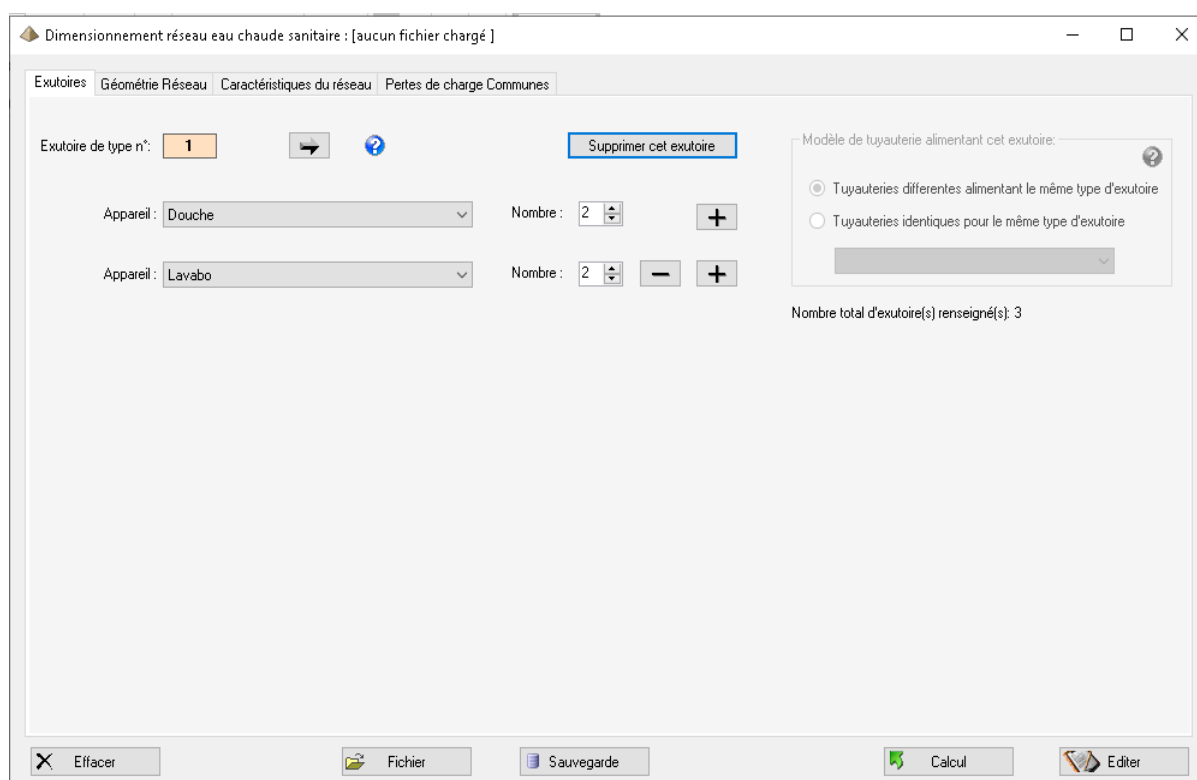 Dimensionnement réseau eau chaude sanitaire : [aucun fichier chargé ]
Exutoires Géométrie Réseau Caractéristiques du réseau Pertes de charge Communes
Exutoire de type n°: 1 Supprimer cet exutoire
Modèle de tuyauterie alimentant cet exutoire:
Tuyauteries differentes alimentant le même type d'exutoire
Tuyauteries identiques pour le même type d'exutoire
Appareil : Douche Nombre : 2
Appareil : Lavabo Nombre : 2
Nombre total d'exutoire(s) renseigné(s): 3
Effacer Fichier Sauvegarde Calcul Editer